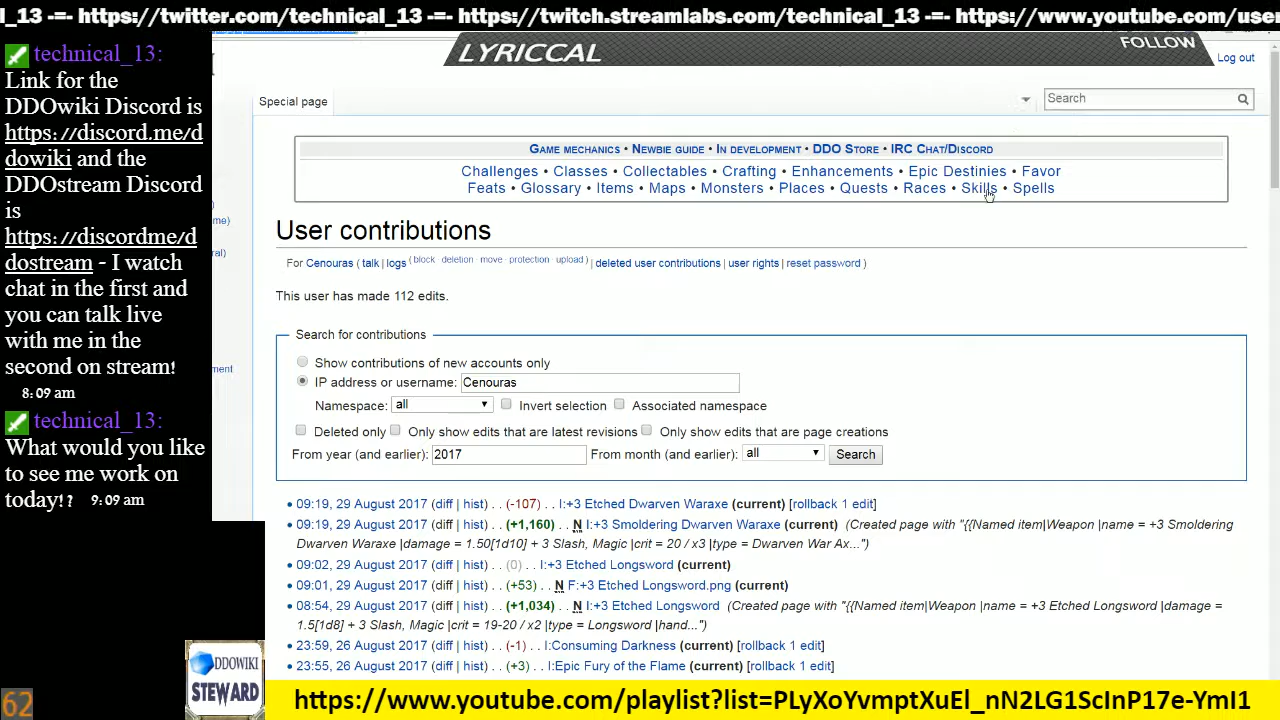 l_13 -=- https://twitter.com/technical_13 -=- https://twitch.streamlabs.com/technical_13 -=- https://www.youtube.com/user
technical_13:
Link for the
DDOwiki Discord is
https://discord.me/d
dowiki and the
DDOstream Discord
is
https://discordme/d
dostream - I watch
chat in the first and
you can talk live
with me in the
second on stream!
8:09 am
technical_13:
What would you like
to see me work on
today!? 9:09 am
LYRICCAL
FOLLOW
Log out
Special page
Search
Game mechanics • Newbie guide • In development • DDO Store • IRC Chat/Discord
Challenges • Classes • Collectables • Crafting • Enhancements • Epic Destinies • Favor
Feats • Glossary • Items • Maps • Monsters • Places • Quests • Races • Skills • Spells
User contributions
For Cenouras ( talk | logs ( block · deletion · move · protection · upload ) | deleted user contributions | user rights | reset password )
This user has made 112 edits.
Search for contributions
Show contributions of new accounts only
IP address or username: Cenouras
Namespace: all Invert selection Associated namespace
Deleted only Only show edits that are latest revisions Only show edits that are page creations
From year (and earlier): 2017 From month (and earlier): all Search
• 09:19, 29 August 2017 (diff | hist) . . (-107) . . I:+3 Etched Dwarven Waraxe (current) [rollback 1 edit]
• 09:19, 29 August 2017 (diff | hist) . . (+1,160) . . N I:+3 Smoldering Dwarven Waraxe (current) (Created page with "{{Named item|Weapon |name = +3 Smoldering
Dwarven Waraxe |damage = 1.50[1d10] + 3 Slash, Magic |crit = 20 / x3 |type = Dwarven War Ax...")
• 09:02, 29 August 2017 (diff | hist) . . (0) . . I:+3 Etched Longsword (current)
• 09:01, 29 August 2017 (diff | hist) . . (+53) . . N F:+3 Etched Longsword.png (current)
• 08:54, 29 August 2017 (diff | hist) . . (+1,034) . . N I:+3 Etched Longsword (Created page with "{{Named item|Weapon |name = +3 Etched Longsword |damage =
1.5[1d8] + 3 Slash, Magic |crit = 19-20 / x2 |type = Longsword |hand...")
• 23:59, 26 August 2017 (diff | hist) . . (-1) . . I:Consuming Darkness (current) [rollback 1 edit]
• 23:55, 26 August 2017 (diff | hist) . . (+3) . . I:Epic Fury of the Flame (current) [rollback 1 edit]
me)
ral)
ment
DDOWIKI
STEWARD
62
https://www.youtube.com/playlist?list=PLyXoYvmptXuEl_nN2LG1ScInP17e-YmI1